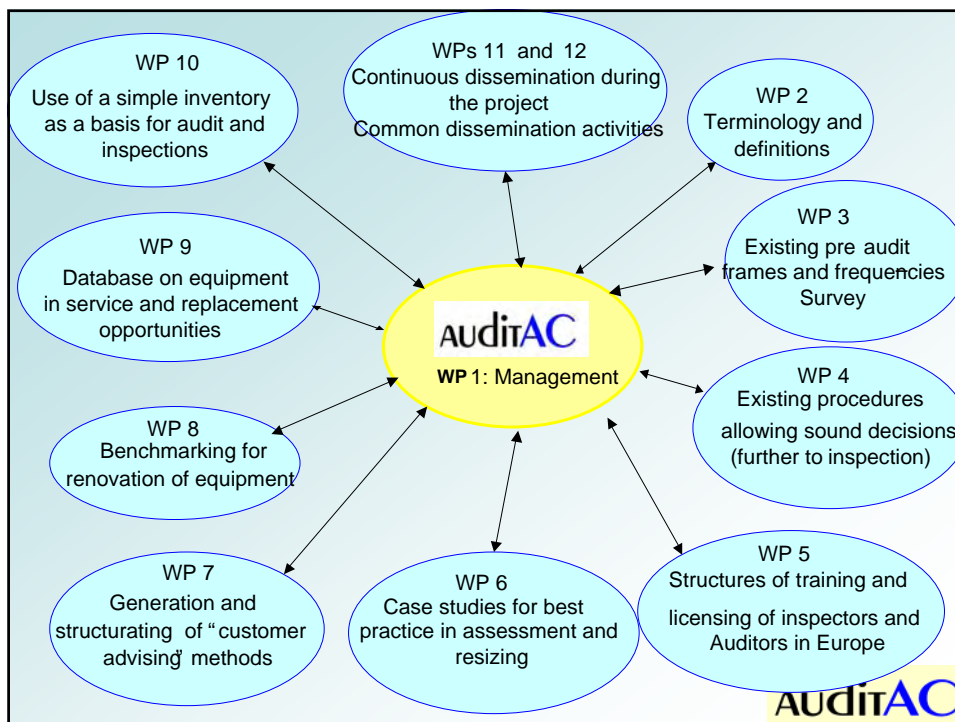 WP 10
Use of a simple inventory
as a basis for audit and
inspections
WPs 11 and 12
Continuous dissemination during
the project
Common dissemination activities
WP 2
Terminology and
definitions
WP 3
Existing pre audit
frames and frequencies
Survey
WP 9
Database on equipment
in service and replacement
opportunities
AUditAC
WP 1: Management
WP 4
Existing procedures
allowing sound decisions
(further to inspection)
WP 8
Benchmarking for
renovation of equipment
WP 7
Generation and
structurating of “customer
advising” methods
WP 6
Case studies for best
practice in assessment and
resizing
WP 5
Structures of training and
licensing of inspectors and
Auditors in Europe
AUditAC